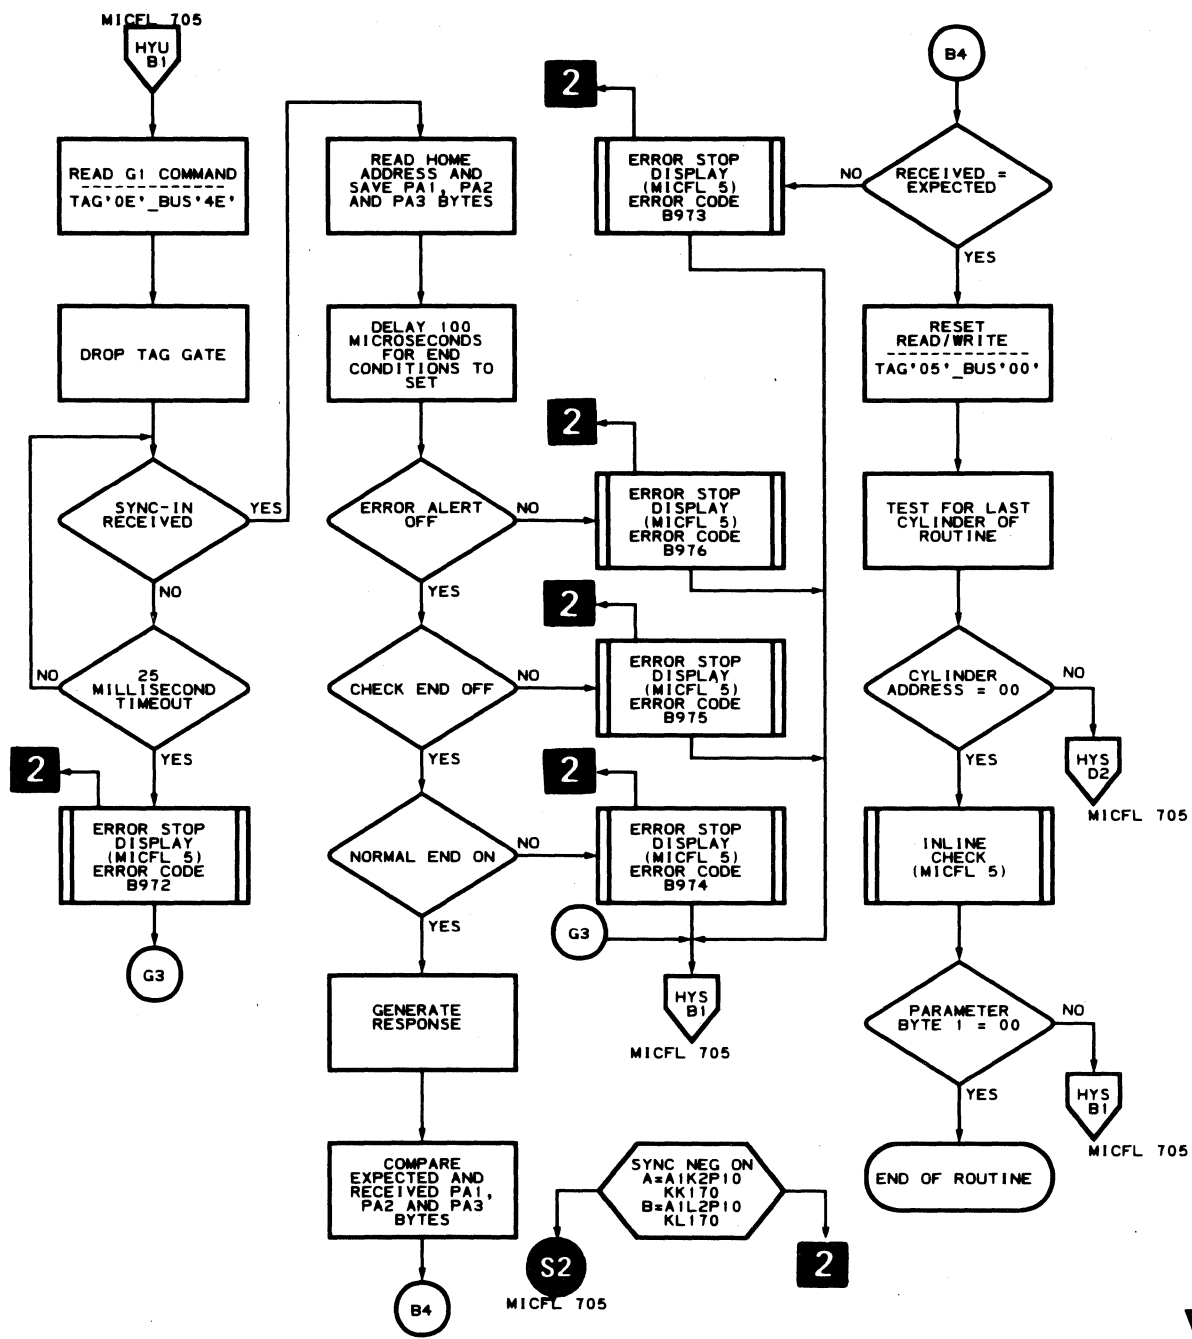 MICFL 705
HYU
B1
READ G1 COMMAND
TAG'0E'_BUS'4E'
DROP TAG GATE
SYNC-IN
RECEIVED
YES
NO
25
MILLISECOND
TIMEOUT
NO
YES
2
ERROR STOP
DISPLAY
(MICFL 5)
ERROR CODE
B972
G3
READ HOME
ADDRESS AND
SAVE PA1, PA2
AND PA3 BYTES
DELAY 100
MICROSECONDS
FOR END
CONDITIONS TO
SET
ERROR ALERT
OFF
NO
YES
CHECK END OFF
NO
YES
NORMAL END ON
NO
YES
GENERATE
RESPONSE
COMPARE
EXPECTED AND
RECEIVED PA1,
PA2 AND PA3
BYTES
B4
2
ERROR STOP
DISPLAY
(MICFL 5)
ERROR CODE
B973
2
ERROR STOP
DISPLAY
(MICFL 5)
ERROR CODE
B976
2
ERROR STOP
DISPLAY
(MICFL 5)
ERROR CODE
B975
2
ERROR STOP
DISPLAY
(MICFL 5)
ERROR CODE
B974
G3
HYS
B1
MICFL 705
SYNC NEG ON
A=A1K2P10
KK170
B=A1L2P10
KL170
S2
MICFL 705
2
B4
RECEIVED =
EXPECTED
NO
YES
RESET
READ/WRITE
TAG'05'_BUS'00'
TEST FOR LAST
CYLINDER OF
ROUTINE
CYLINDER
ADDRESS = 00
NO
YES
HYS
D2
MICFL 705
INLINE
CHECK
(MICFL 5)
PARAMETER
BYTE 1 = 00
NO
YES
HYS
B1
MICFL 705
END OF ROUTINE